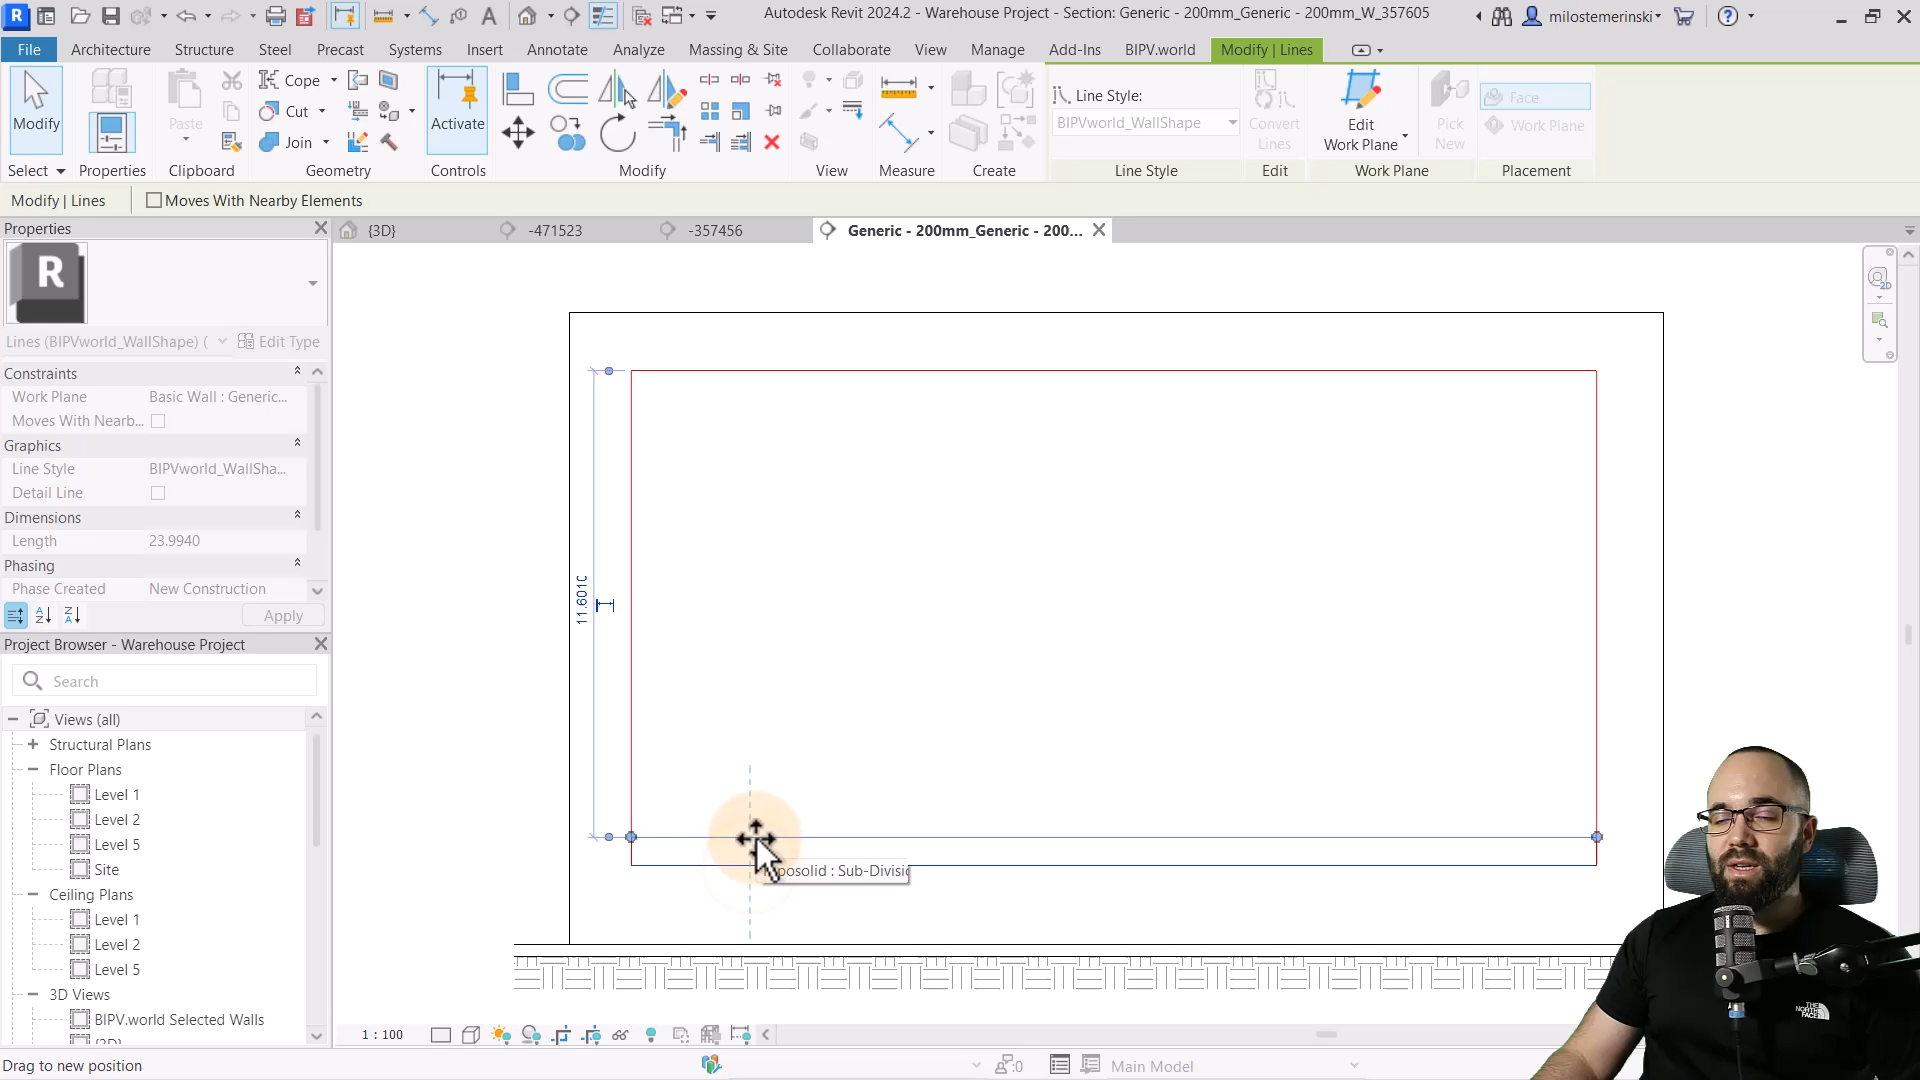 Autodesk Revit 2024.2 - Warehouse Project - Section: Generic - 200mm_Generic - 200mm_W_357605
milostemerinski
File
Architecture
Structure
Steel
Precast
Systems
Insert
Annotate
Analyze
Massing & Site
Collaborate
View
Manage
Add-Ins
BIPV.world
Modify | Lines
Modify
Paste
Cope
Cut
Join
Activate
Line Style:
BIPVworld_WallShape
Convert
Lines
Edit
Work Plane
Pick
New
Face
Work Plane
Select
Properties
Clipboard
Geometry
Controls
Modify
View
Measure
Create
Line Style
Edit
Work Plane
Placement
Modify | Lines
Moves With Nearby Elements
Properties
{3D}
-471523
-357456
Generic - 200mm_Generic - 200...
R
Lines (BIPVworld_WallShape) (
Edit Type
Constraints
Work Plane Basic Wall : Generic...
Moves With Nearb...
Graphics
Line Style BIPVworld_WallSha...
Detail Line
Dimensions
Length 23.9940
Phasing
Phase Created New Construction
Apply
11.6010
Project Browser - Warehouse Project
Search
Views (all)
Structural Plans
Floor Plans
Level 1
Level 2
Level 5
Site
Ceiling Plans
Level 1
Level 2
Level 5
3D Views
BIPV.world Selected Walls
posolid : Sub-Divisi
THE
NORTH
FACE
1 : 100
Drag to new position
:0
Main Model